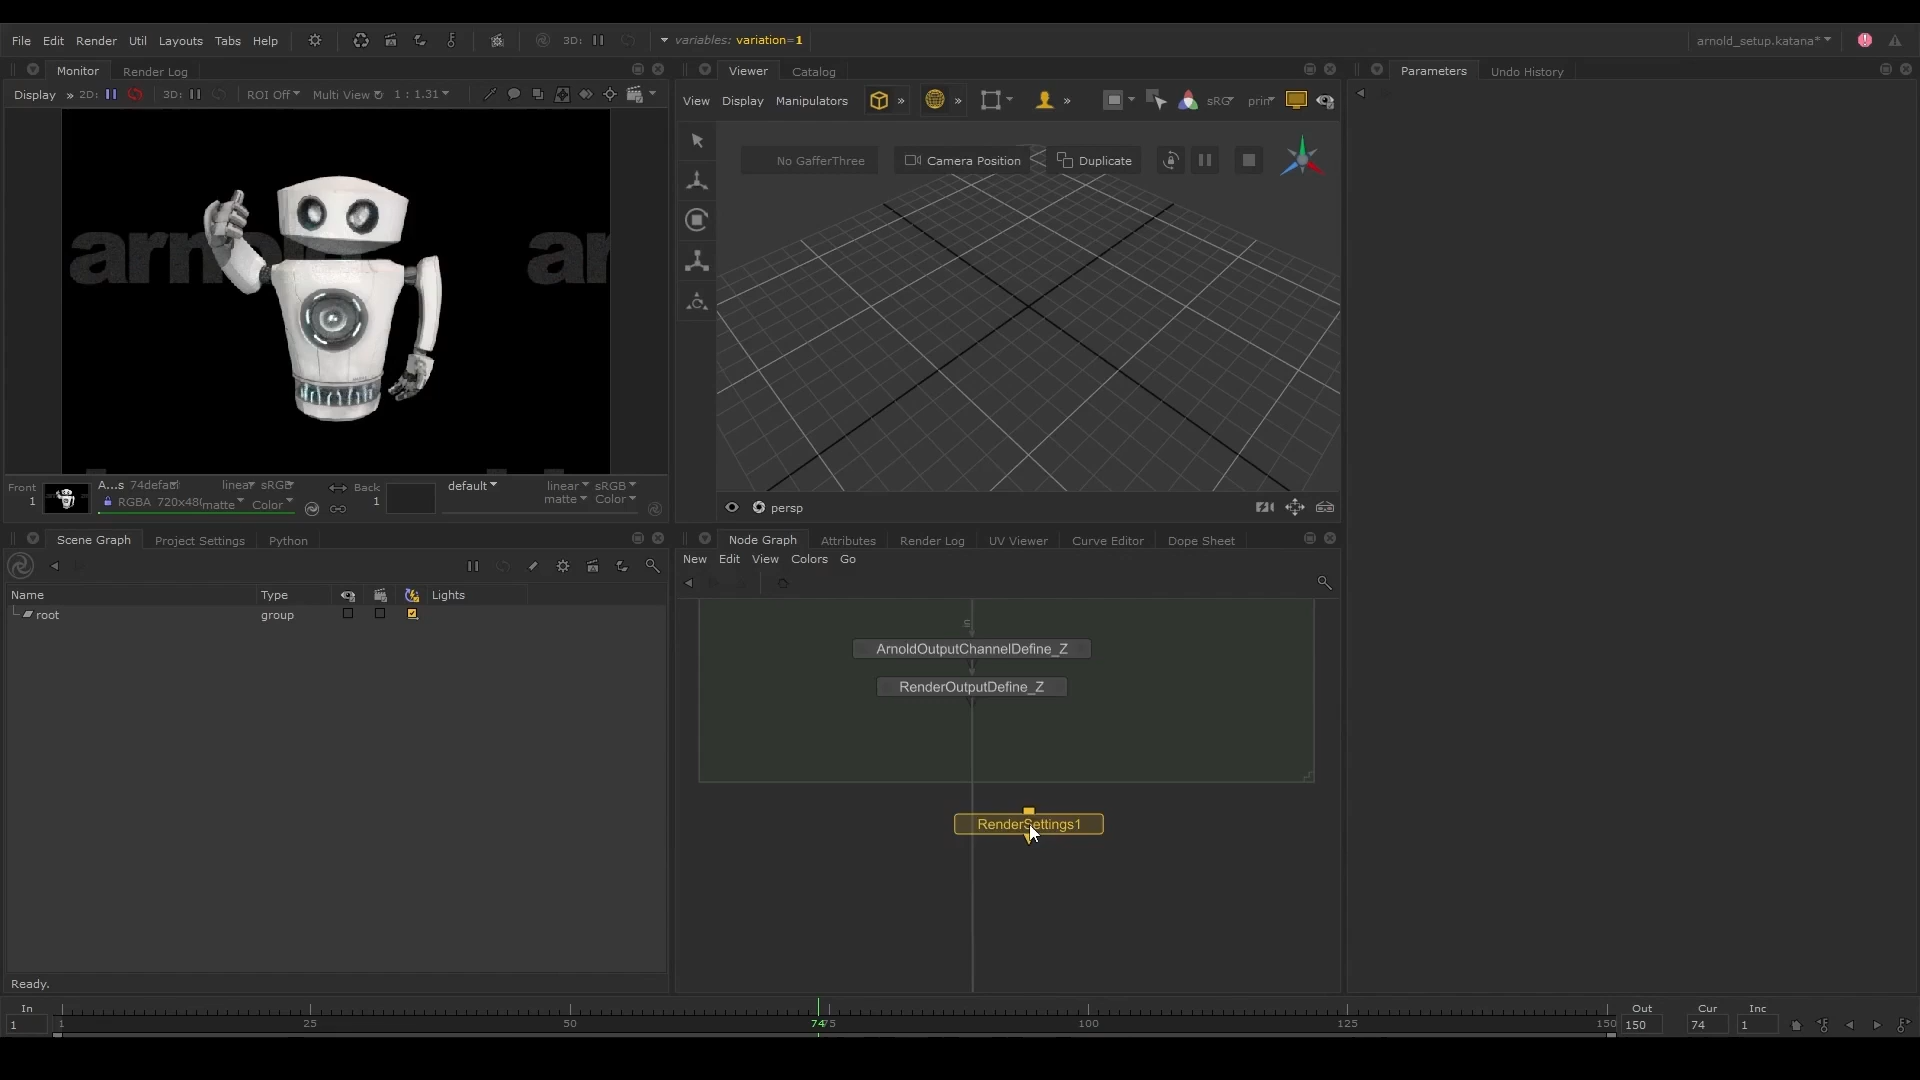 File Edit Render Util Layouts Tabs Help 3D: variables: variation=1 arnold_setup.katana*
Monitor Render Log
Viewer Catalog
Parameters Undo History
Display » 2D: 3D: ROI Off Multi View 1 : 1.31
View Display Manipulators » » » sRG prin
No GafferThree Camera Position Duplicate
Front 1 A...s 74defau linear sRGB Back 1 default linear sRGB
RGBA 720x48 matte Color matte Color
persp
Scene Graph Project Settings Python
Node Graph Attributes Render Log UV Viewer Curve Editor Dope Sheet
New Edit View Colors Go
Name Type Lights
root group
in
ArnoldOutputChannelDefine_Z
RenderOutputDefine_Z
RenderSettings1
Ready.
In Out Cur Inc
1 1 25 50 74 75 100 125 150 150 74 1